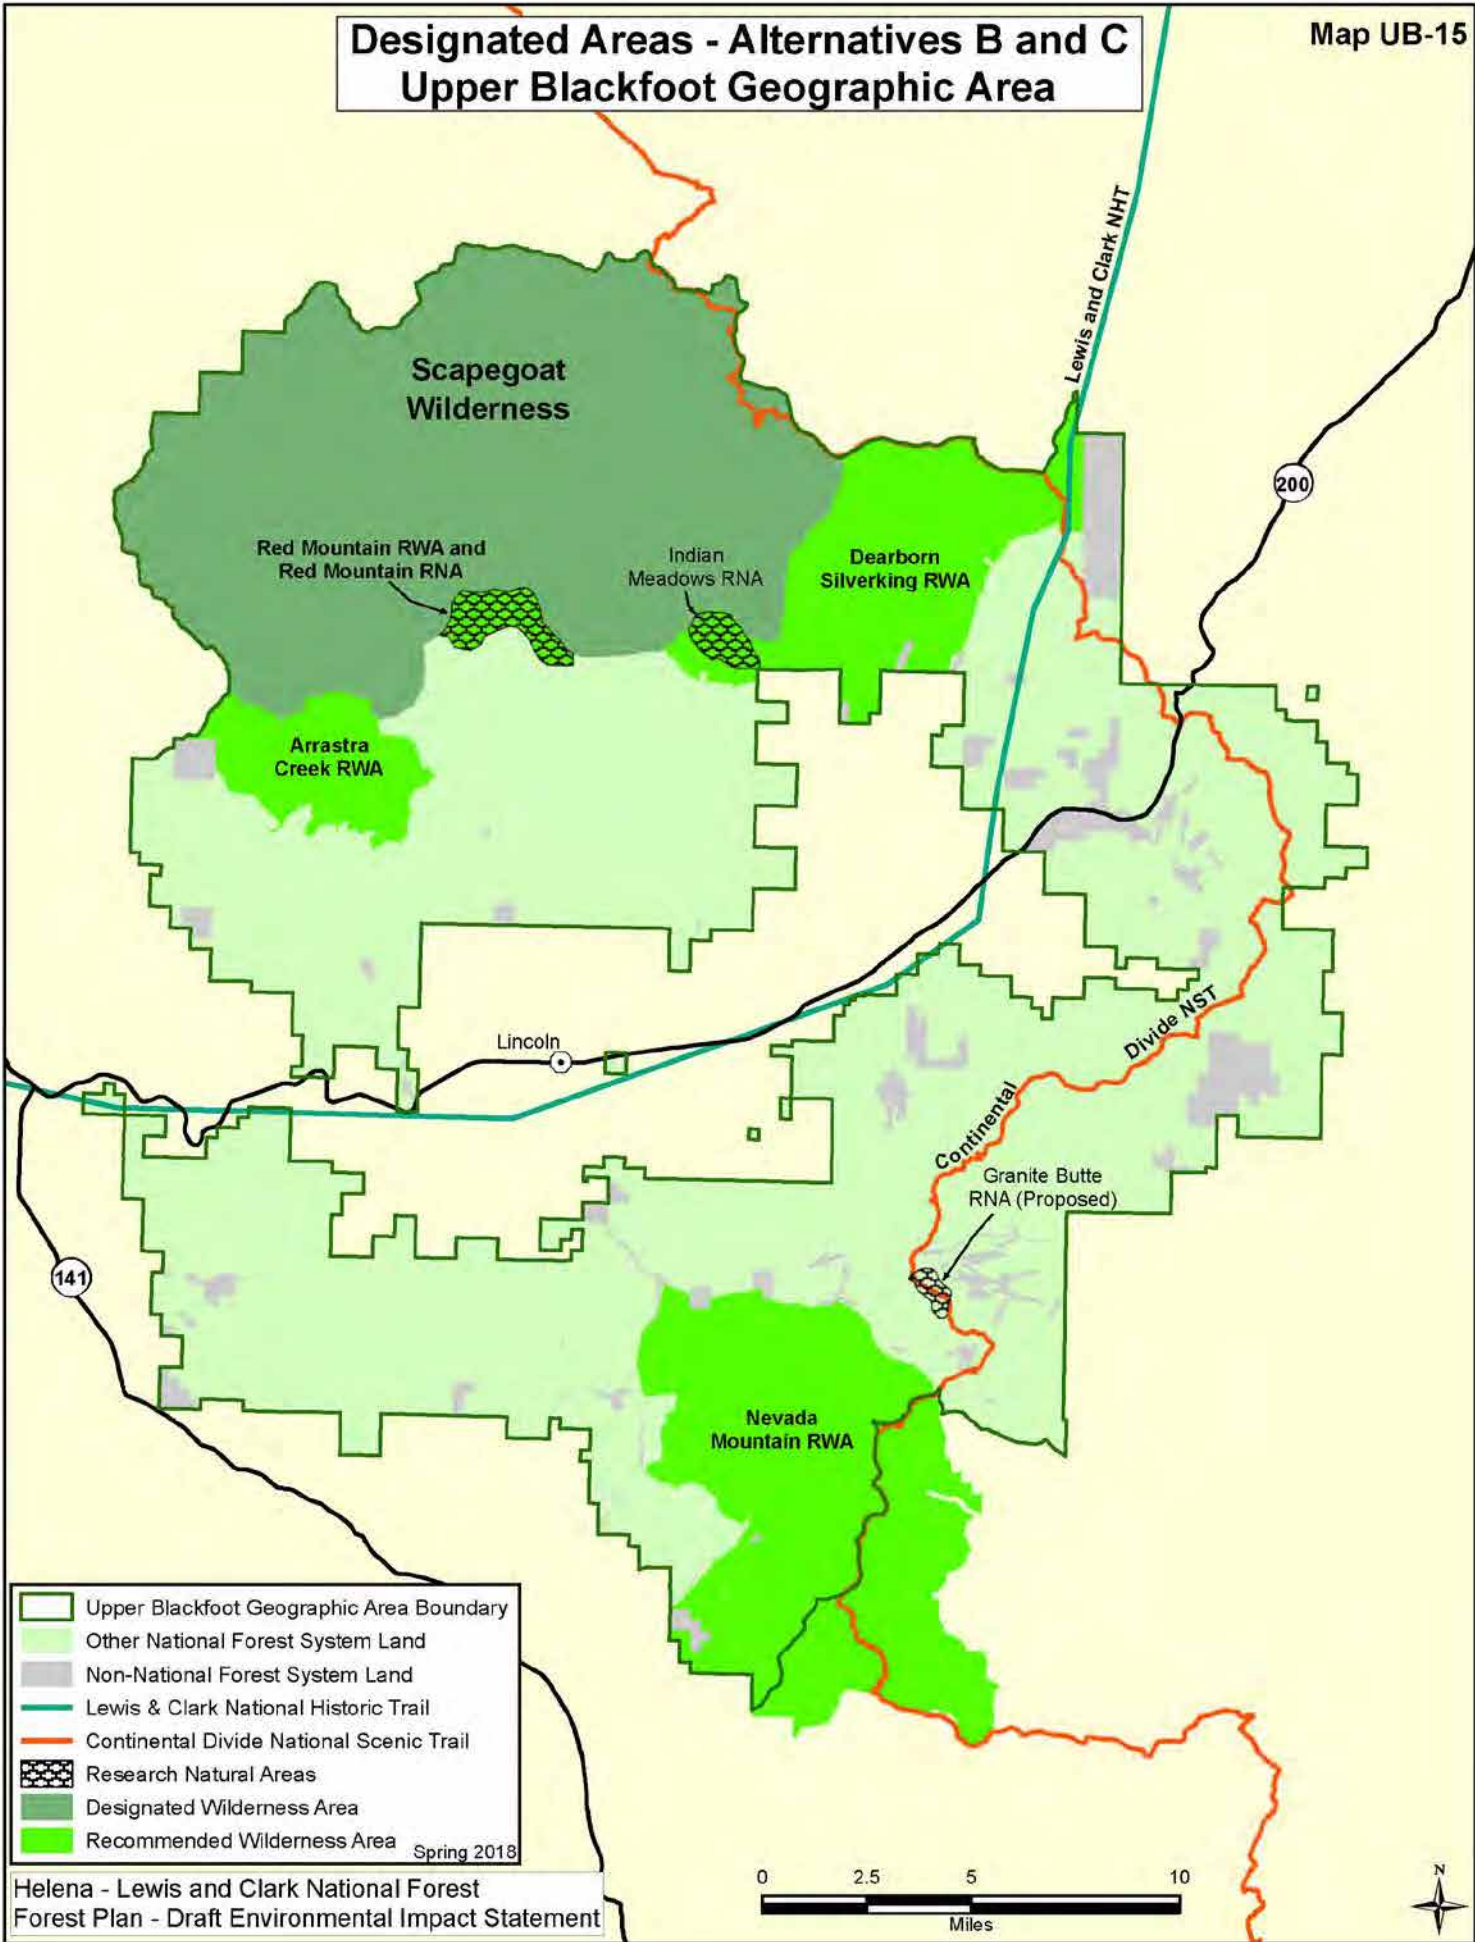 Designated Areas - Alternatives B and C
Upper Blackfoot Geographic Area
Map UB-15
Lewis and Clark NHT
Scapegoat
Wilderness
200
Red Mountain RWA and
Red Mountain RNA
Indian
Meadows RNA
Dearborn
Silverking RWA
Arrastra
Creek RWA
Lincoln
Continental
Divide NST
Granite Butte
RNA (Proposed)
141
Nevada
Mountain RWA
Upper Blackfoot Geographic Area Boundary
Other National Forest System Land
Non-National Forest System Land
Lewis & Clark National Historic Trail
Continental Divide National Scenic Trail
Research Natural Areas
Designated Wilderness Area
Recommended Wilderness Area
Spring 2018
Helena - Lewis and Clark National Forest
Forest Plan - Draft Environmental Impact Statement
0 2.5 5 10
Miles
N